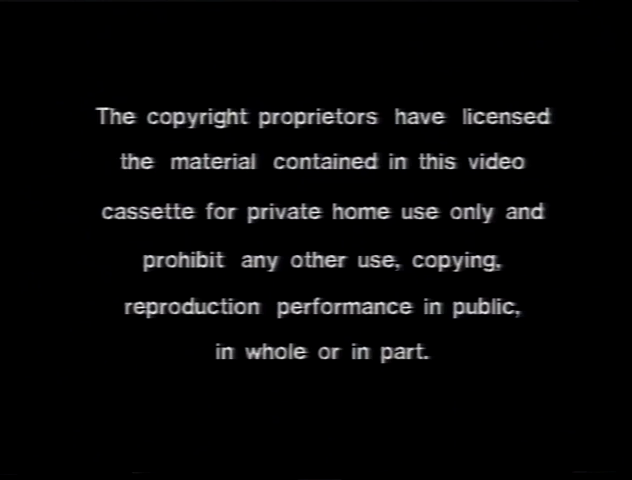 The copyright proprietors have licensed
the material contained in this video
cassette for private home use only and
prohibit any other use, copying,
reproduction performance in public,
in whole or in part.